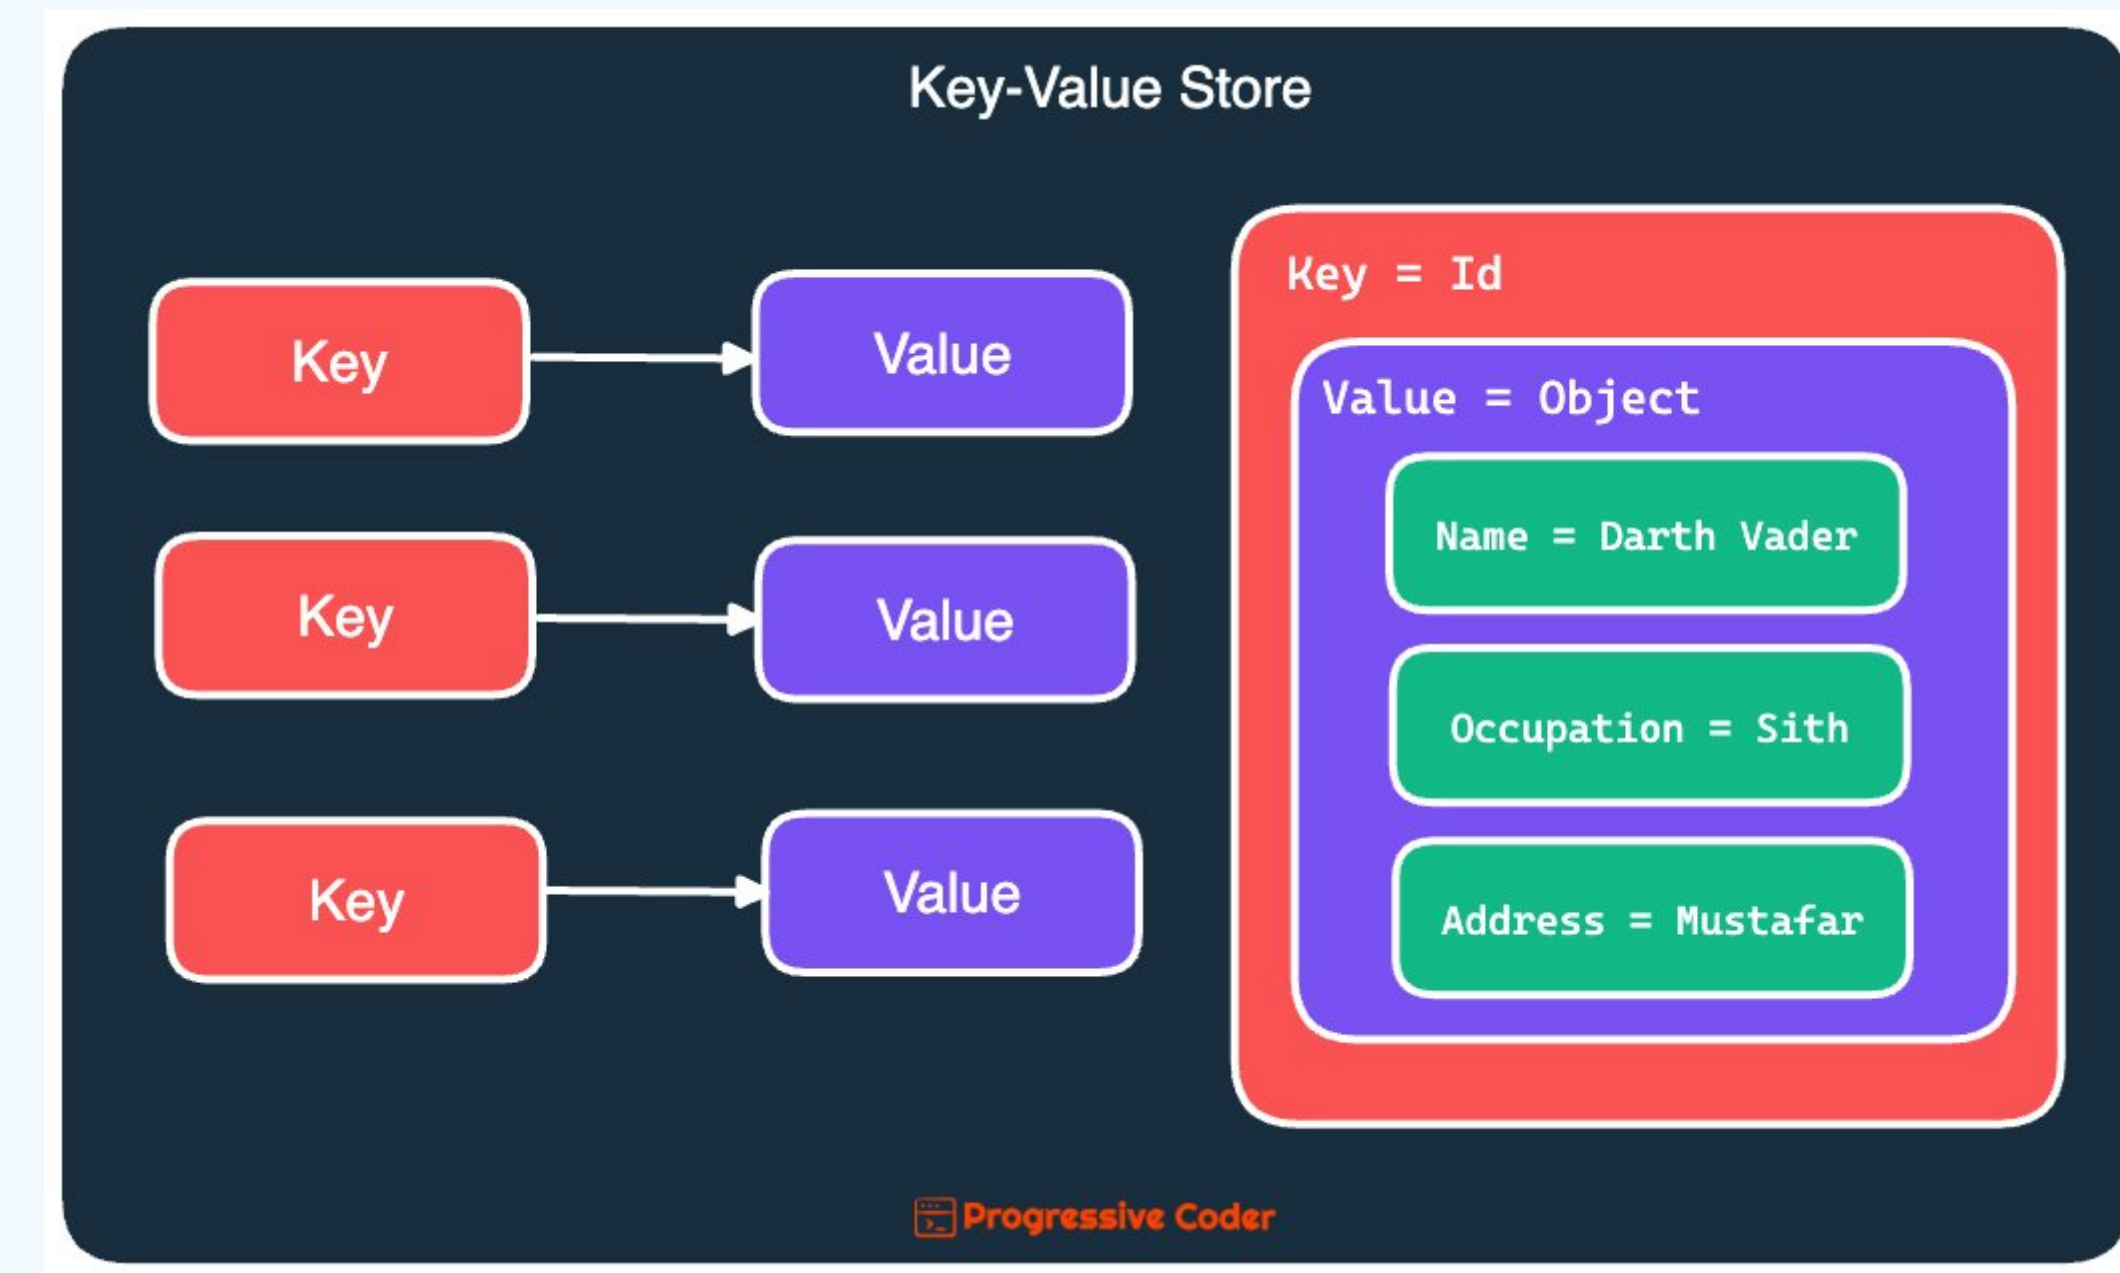 Key-Value Store
Key
Value
Key
Value
Key
Value
Key = Id
Value = Object
Name = Darth Vader
Occupation = Sith
Address = Mustafar
Progressive Coder